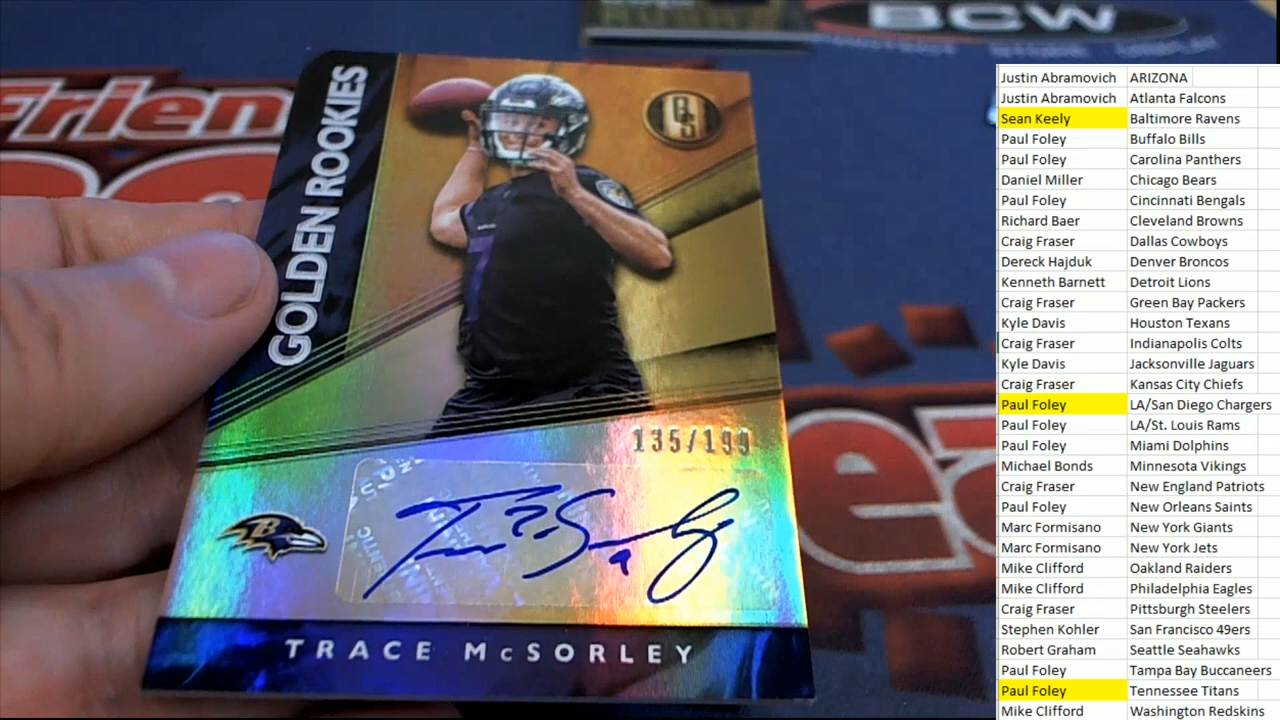 BCW
Frien
GOLDEN ROOKIES
GS
135/199
TRACE McSORLEY
Justin Abramovich ARIZONA
Justin Abramovich Atlanta Falcons
Sean Keely Baltimore Ravens
Paul Foley Buffalo Bills
Paul Foley Carolina Panthers
Daniel Miller Chicago Bears
Paul Foley Cincinnati Bengals
Richard Baer Cleveland Browns
Craig Fraser Dallas Cowboys
Dereck Hajduk Denver Broncos
Kenneth Barnett Detroit Lions
Craig Fraser Green Bay Packers
Kyle Davis Houston Texans
Craig Fraser Indianapolis Colts
Kyle Davis Jacksonville Jaguars
Craig Fraser Kansas City Chiefs
Paul Foley LA/San Diego Chargers
Paul Foley LA/St. Louis Rams
Paul Foley Miami Dolphins
Michael Bonds Minnesota Vikings
Craig Fraser New England Patriots
Paul Foley New Orleans Saints
Marc Formisano New York Giants
Marc Formisano New York Jets
Mike Clifford Oakland Raiders
Mike Clifford Philadelphia Eagles
Craig Fraser Pittsburgh Steelers
Stephen Kohler San Francisco 49ers
Robert Graham Seattle Seahawks
Paul Foley Tampa Bay Buccaneers
Paul Foley Tennessee Titans
Mike Clifford Washington Redskins